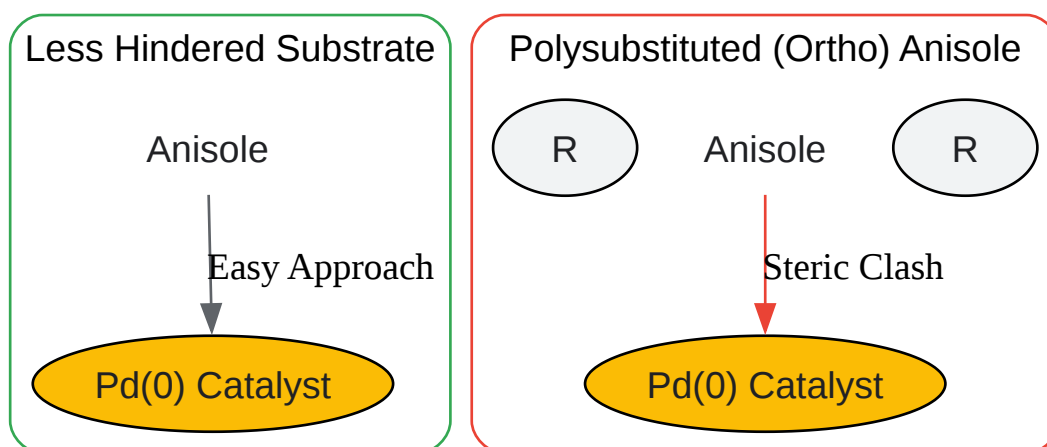 Less Hindered Substrate
Anisole
Easy Approach
Pd(0) Catalyst
Polysubstituted (Ortho) Anisole
R
Anisole
R
Steric Clash
Pd(0) Catalyst